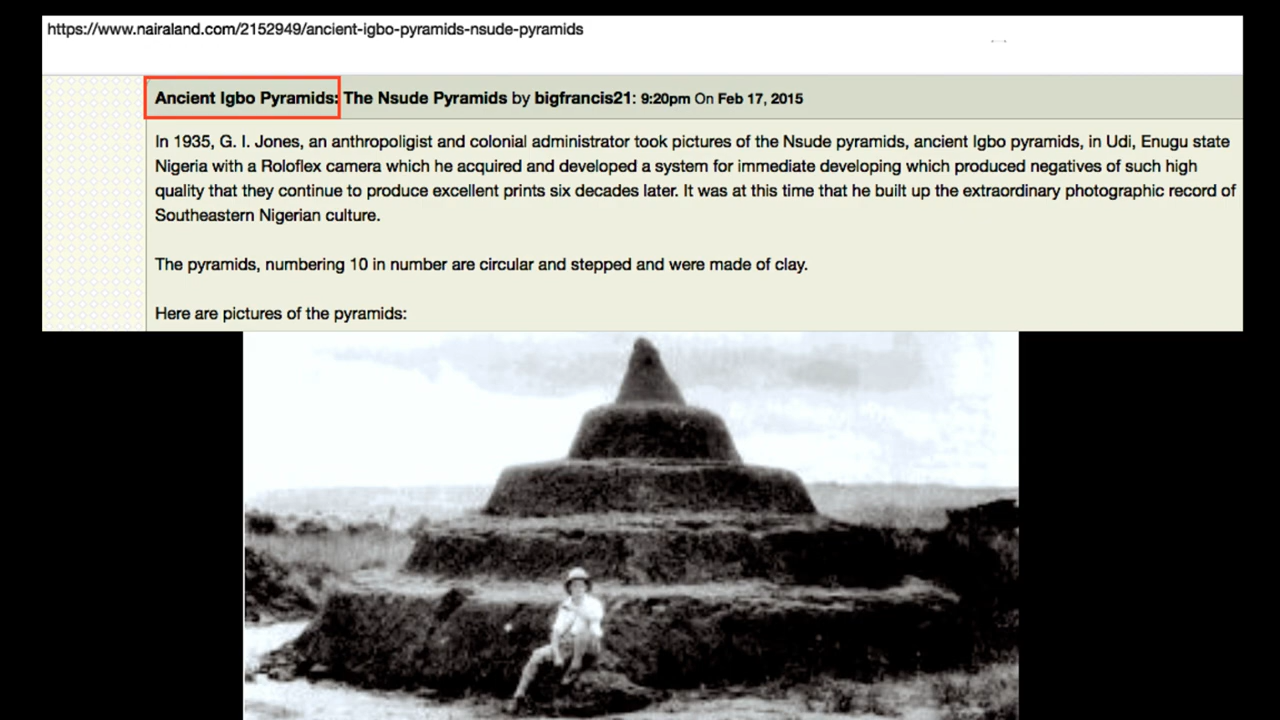 https://www.nairaland.com/2152949/ancient-igbo-pyramids-nsude-pyramids
Ancient Igbo Pyramids: The Nsude Pyramids by bigfrancis21: 9:20pm On Feb 17, 2015
In 1935, G. I. Jones, an anthropoligist and colonial administrator took pictures of the Nsude pyramids, ancient Igbo pyramids, in Udi, Enugu state
Nigeria with a Roloflex camera which he acquired and developed a system for immediate developing which produced negatives of such high
quality that they continue to produce excellent prints six decades later. It was at this time that he built up the extraordinary photographic record of
Southeastern Nigerian culture.
The pyramids, numbering 10 in number are circular and stepped and were made of clay.
Here are pictures of the pyramids: